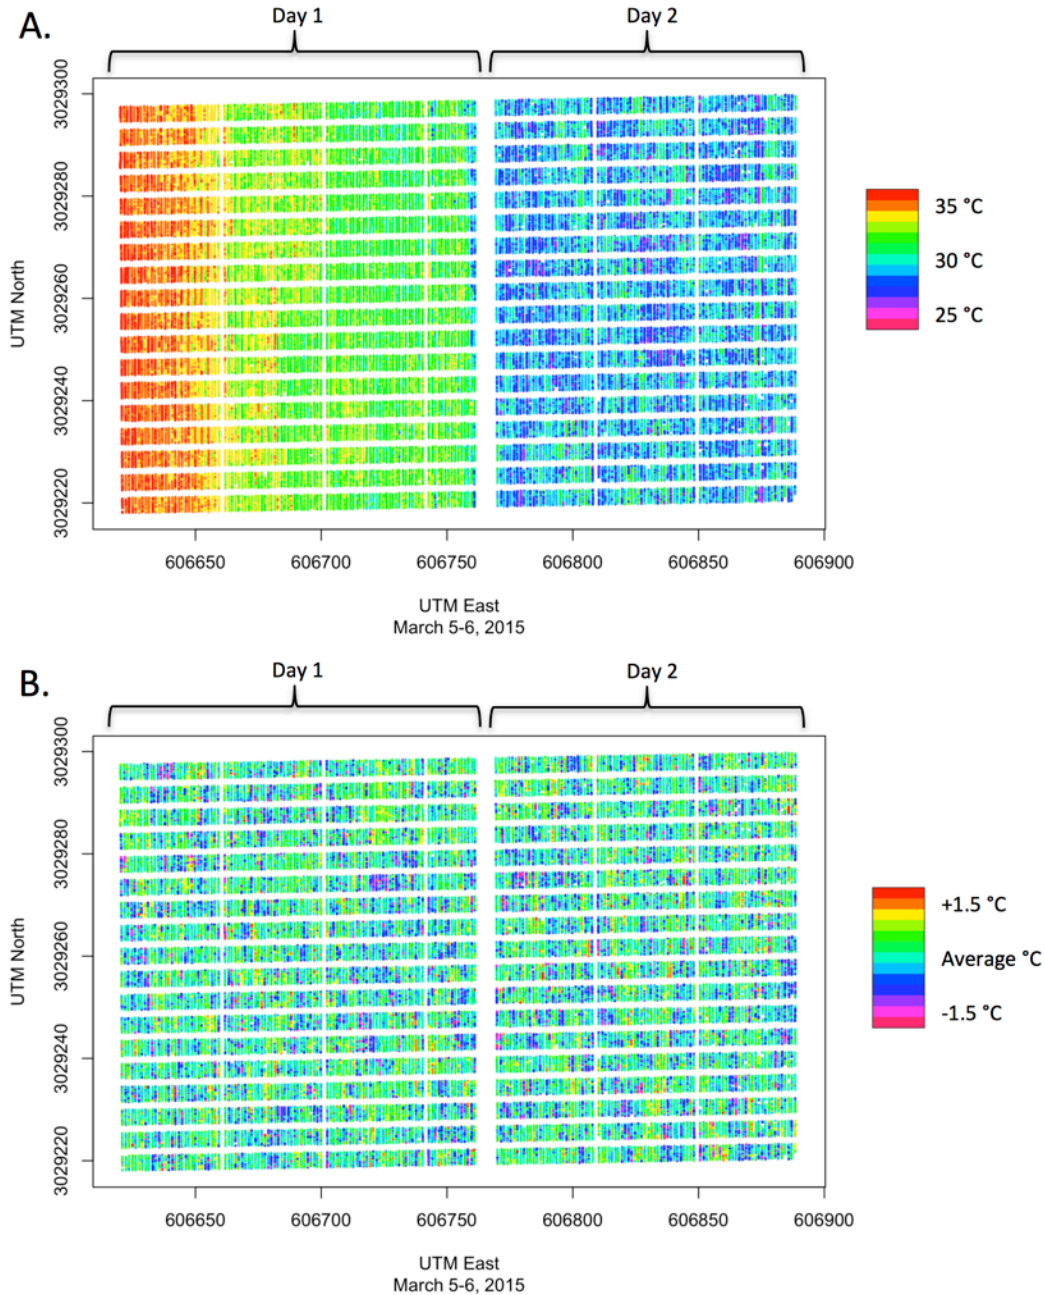 A.
Day 1
Day 2
UTM North
3029300
3029280
3029260
3029240
3029220
35 °C
30 °C
25 °C
606650
606700
606750
606800
606850
606900
UTM East
March 5-6, 2015
B.
Day 1
Day 2
UTM North
3029300
3029280
3029260
3029240
3029220
+1.5 °C
Average °C
-1.5 °C
606650
606700
606750
606800
606850
606900
UTM East
March 5-6, 2015